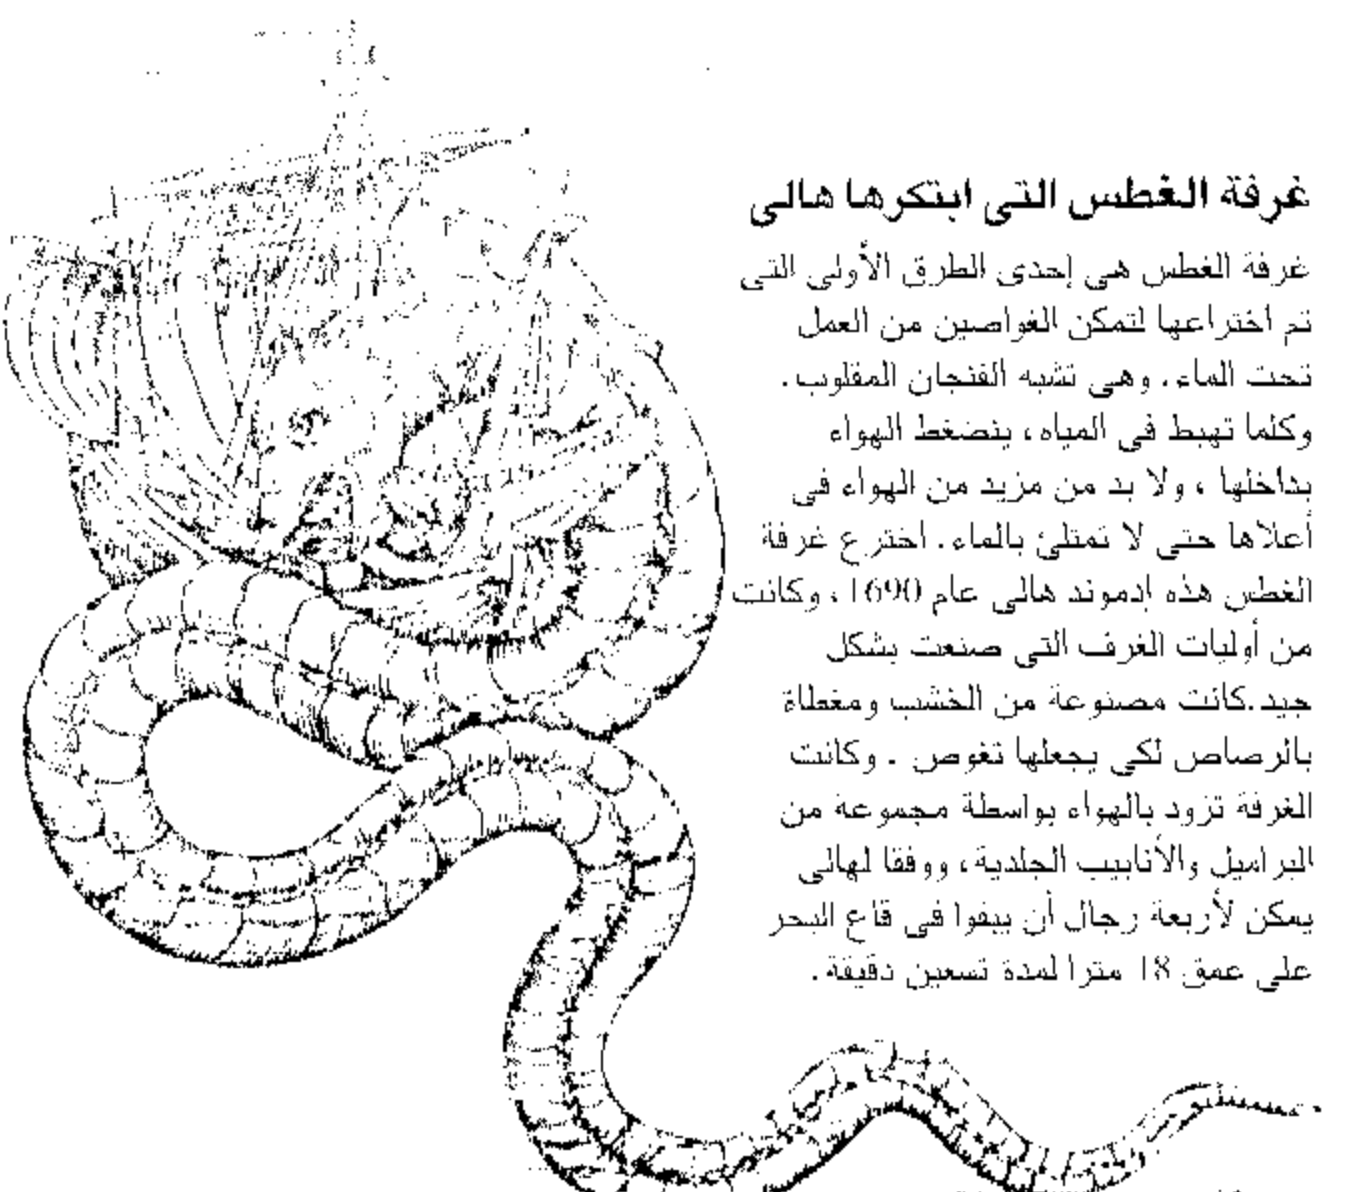 غرفة الغطس التى ابتكرها هالى
غرفة الغطس هى إحدى الطرق الأولى التى
تم اختراعها لتمكن الغواصين من العمل
تحت الماء. وهى تشبه الفنجان المقلوب.
وكلما تهبط فى المياه، ينضغط الهواء
بداخلها ، ولا بد من مزيد من الهواء فى
أعلاها حتى لا تمتلئ بالماء. اخترع غرفة
الغطس هذه إدموند هالى عام 1690، وكانت
من أوليات الغرف التى صنعت بشكل
جيد.كانت مصنوعة من الخشب ومغطاة
بالرصاص لكى يجعلها تغوص . وكانت
الغرفة تزود بالهواء بواسطة مجموعة من
البراميل والأنابيب الجلدية، ووفقا لهالى
يمكن لأربعة رجال أن يبقوا فى قاع البحر
على عمق 18 مترا لمدة تسعين دقيقة.